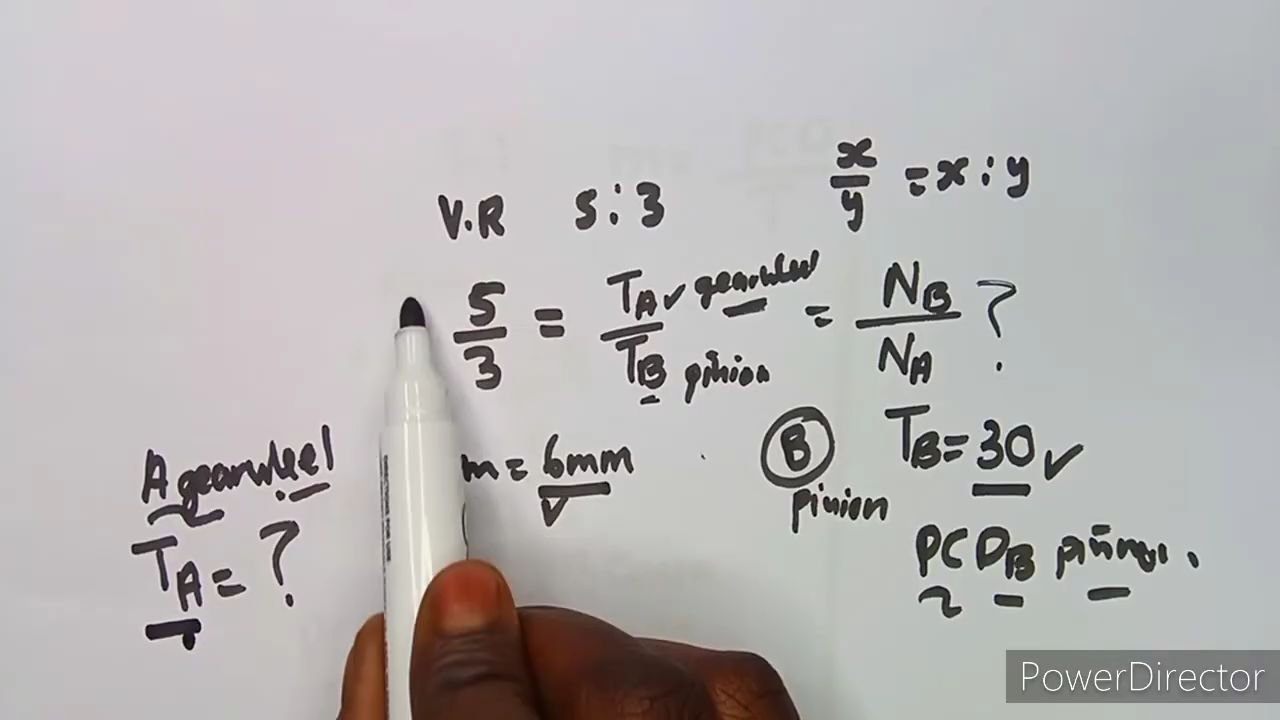 x/y = x : y
V.R 5 : 3
5/3 = TA ✓ gearwheel / TB pinion = NB/NA ?
A gearwheel
m = 6mm ✓
B pinion
TB = 30 ✓
TA = ?
PCDB pinion.
PowerDirector